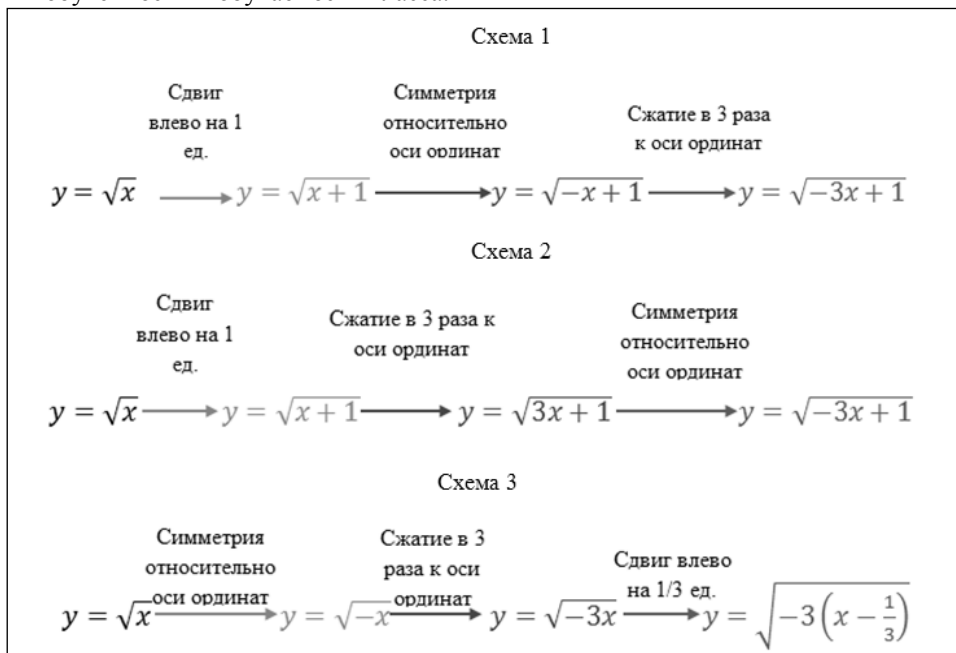 Схема 1
Сдвиг
влево на 1
ед.
Симметрия
относительно
оси ординат
Сжатие в 3 раза
к оси ординат
y = √x → y = √(x + 1) → y = √(−x + 1) → y = √(−3x + 1)
Схема 2
Сдвиг
влево на 1
ед.
Сжатие в 3 раза к
оси ординат
Симметрия
относительно
оси ординат
y = √x → y = √(x + 1) → y = √(3x + 1) → y = √(−3x + 1)
Схема 3
Симметрия
относительно
оси ординат
Сжатие в 3
раза к оси
ординат
Сдвиг влево
на 1/3 ед.
y = √x → y = √(−x) → y = √(−3x) → y = √(−3(x − 1/3))